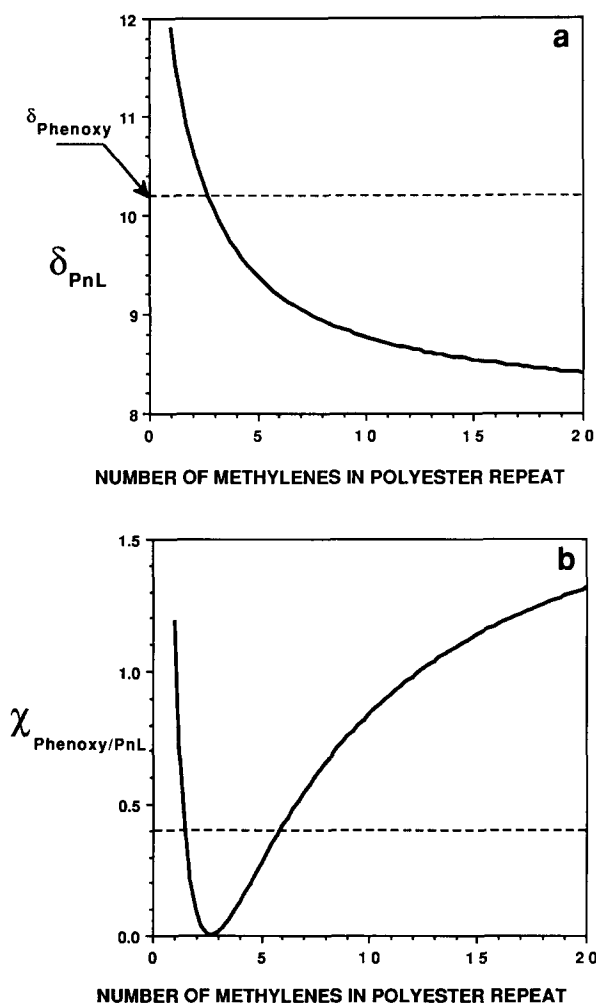 12
a
11
δPhenoxy
10
δPnL
9
8
0 5 10 15 20
NUMBER OF METHYLENES IN POLYESTER REPEAT
1.5
b
1.0
χPhenoxy/PnL
0.5
0.0
0 5 10 15 20
NUMBER OF METHYLENES IN POLYESTER REPEAT